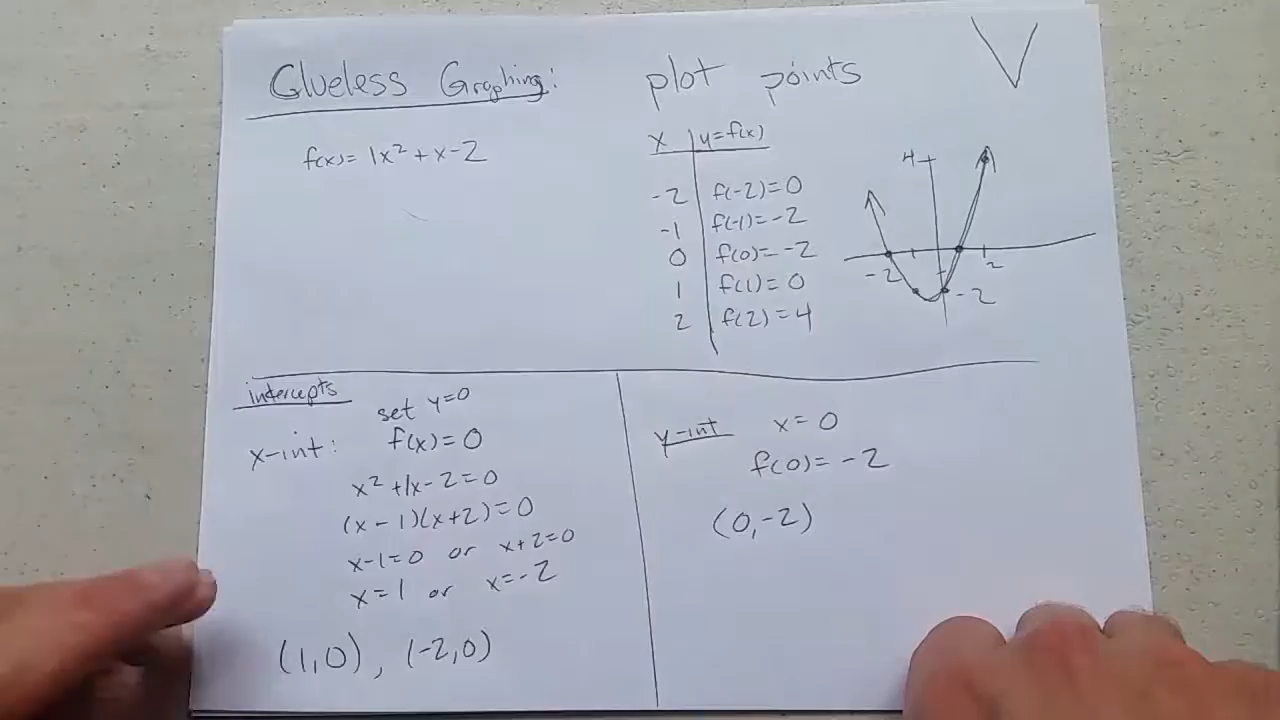 Clueless Graphing:
f(x)= 1x² + x - 2
plot points
x | y=f(x)
-2 | f(-2)=0
-1 | f(-1)=-2
0 | f(0)=-2
1 | f(1)=0
2 | f(2)=4
4
-2
2
-2
intercepts
set y=0
x-int: f(x)=0
x²+1x-2=0
(x-1)(x+2)=0
x-1=0 or x+2=0
x=1 or x=-2
(1,0), (-2,0)
y-int x=0
f(0)=-2
(0,-2)